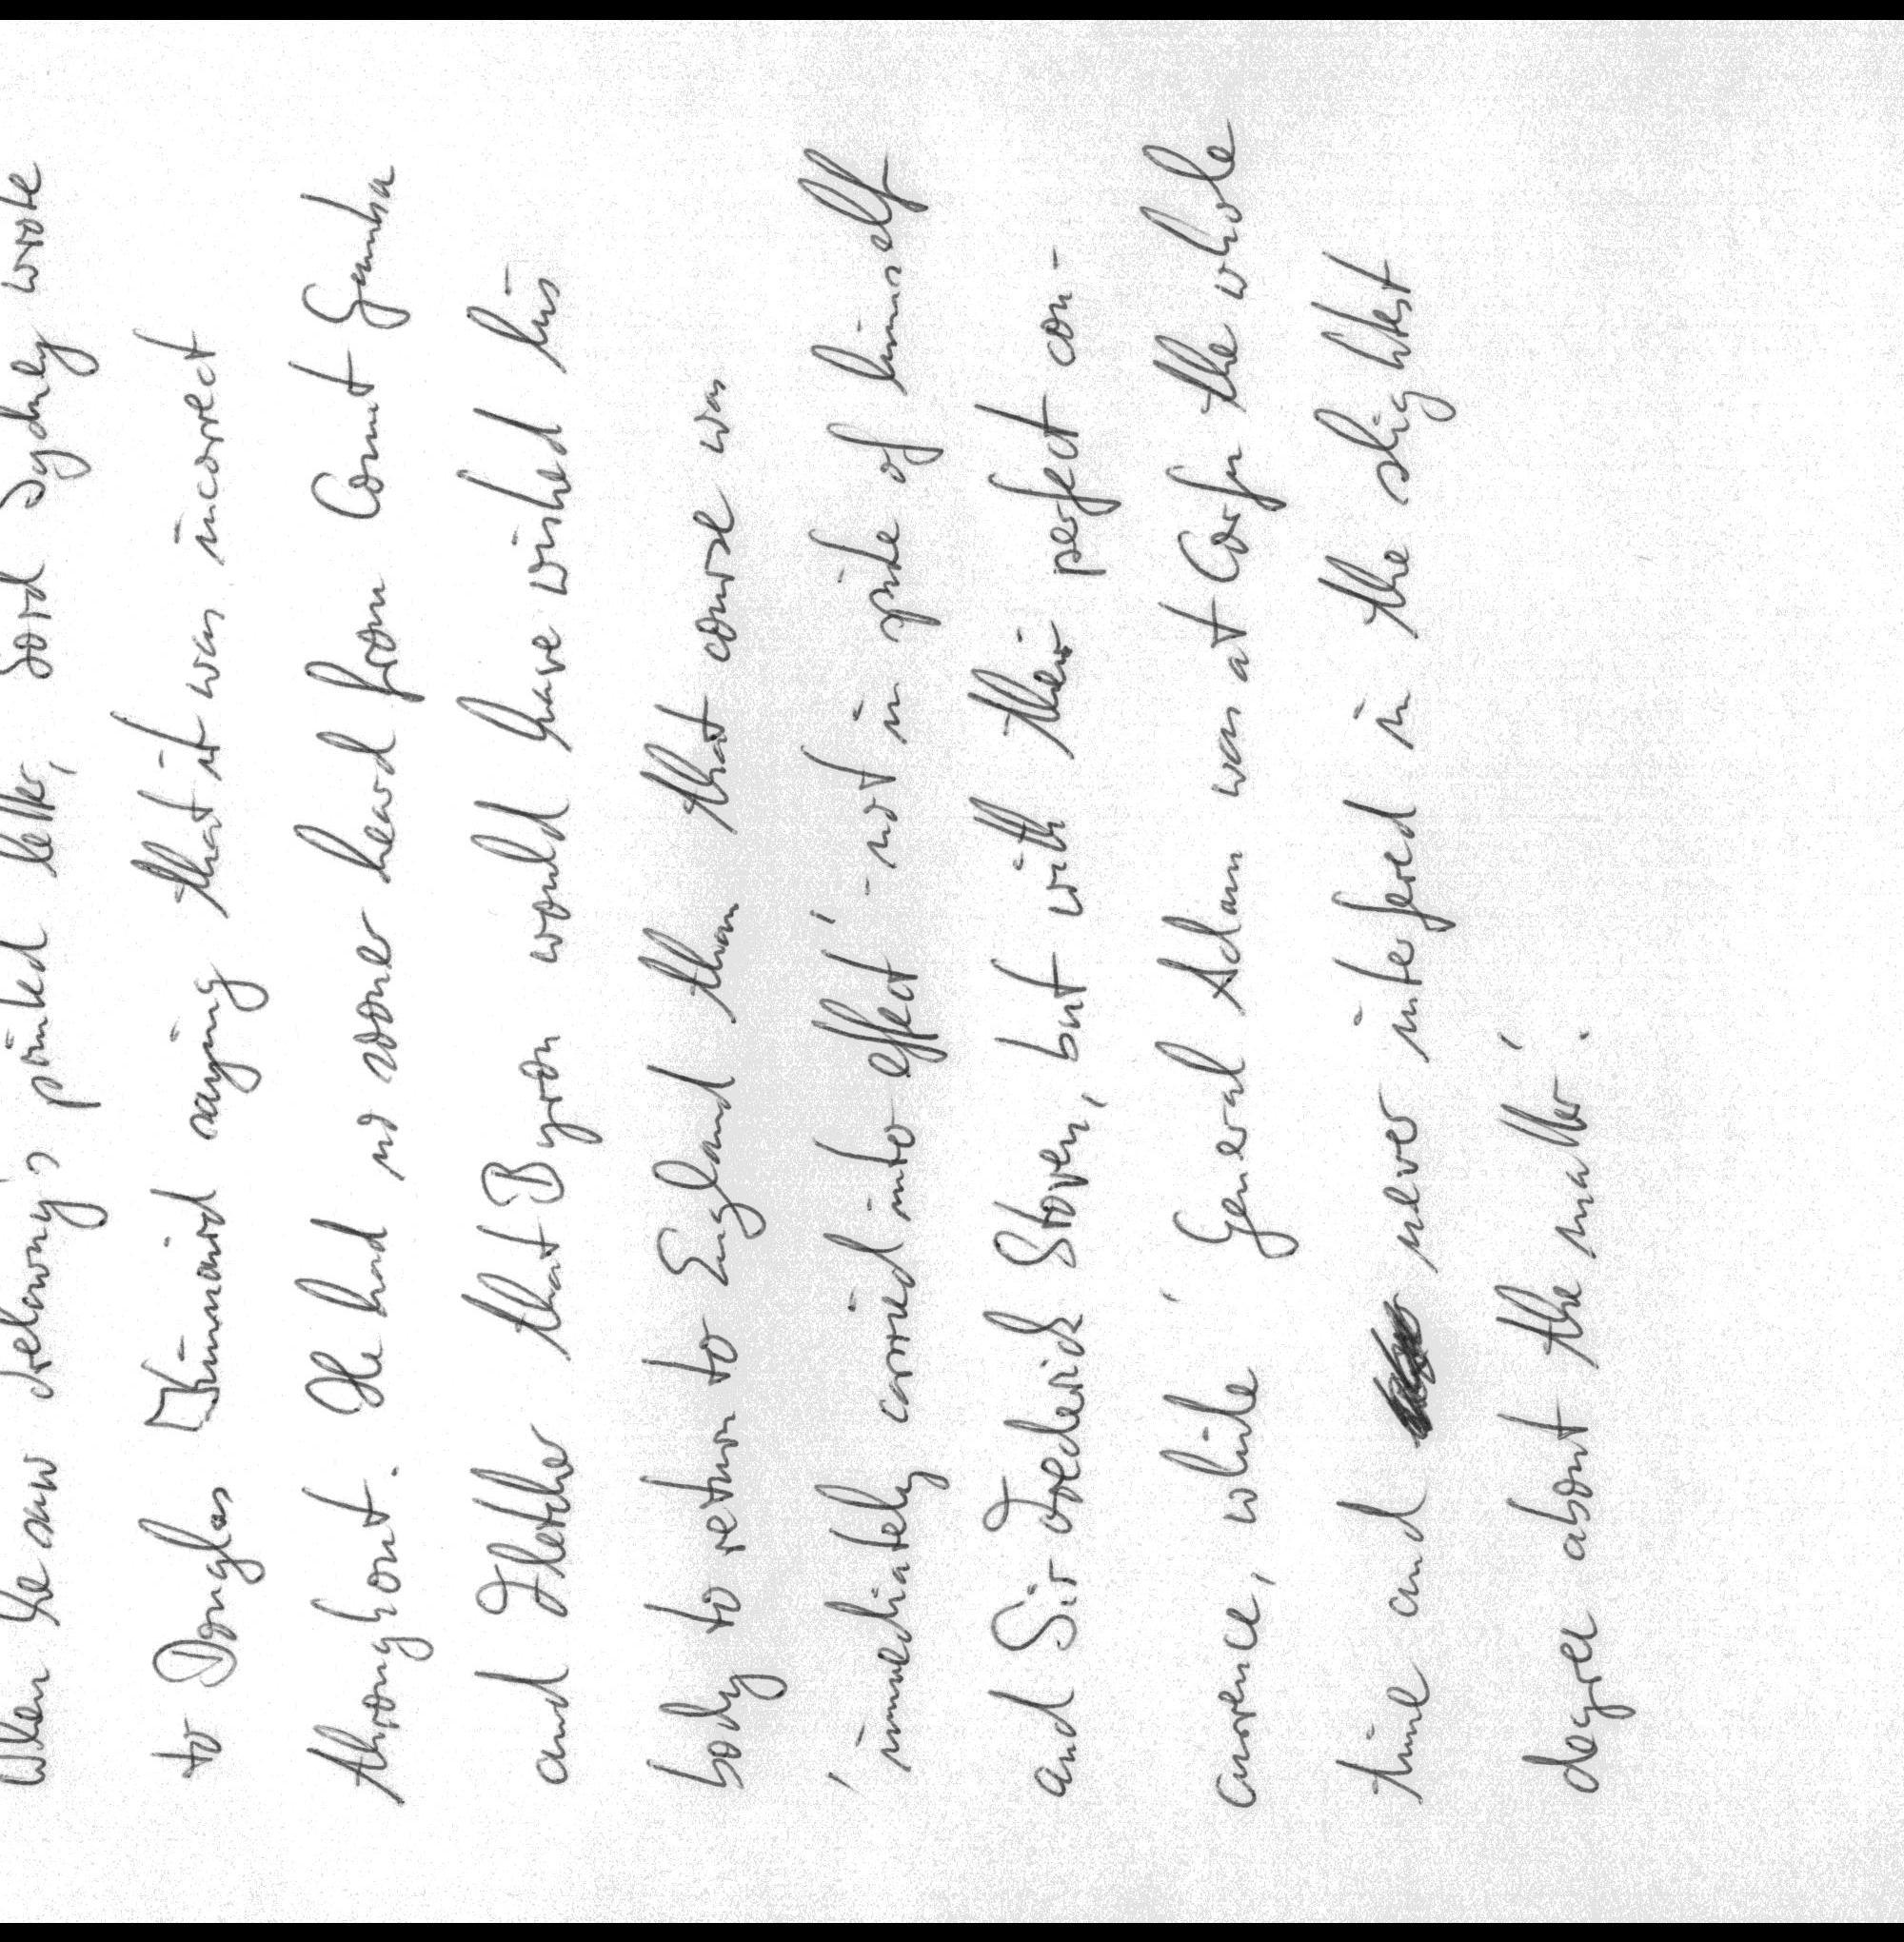 When he saw Trelawny's printed letter, Lord Sydney wrote
to Douglas Kinnaird saying that it was incorrect
throughout. He had no sooner heard from Count Gamba
and Fletcher that Byron would have wished his
body to return to England than that course was
'immediately carried into effect' - not in spite of himself
and Sir Frederick Stoven, but with their perfect con-
currence, while 'General Adam was at Corfu the whole
time and never interfered in the slightest
degree about the matter'.